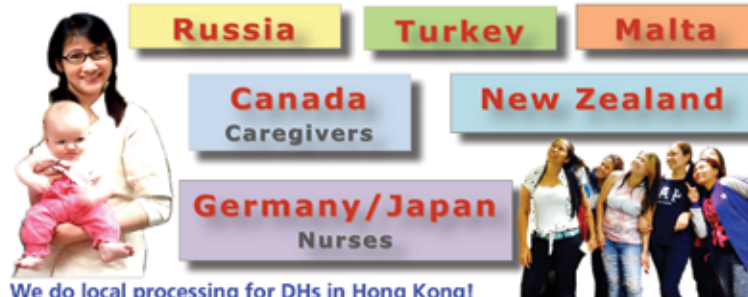 Russia
Turkey
Malta
Canada
Caregivers
New Zealand
Germany/Japan
Nurses
We do local processing for DHs in Hong Kong!